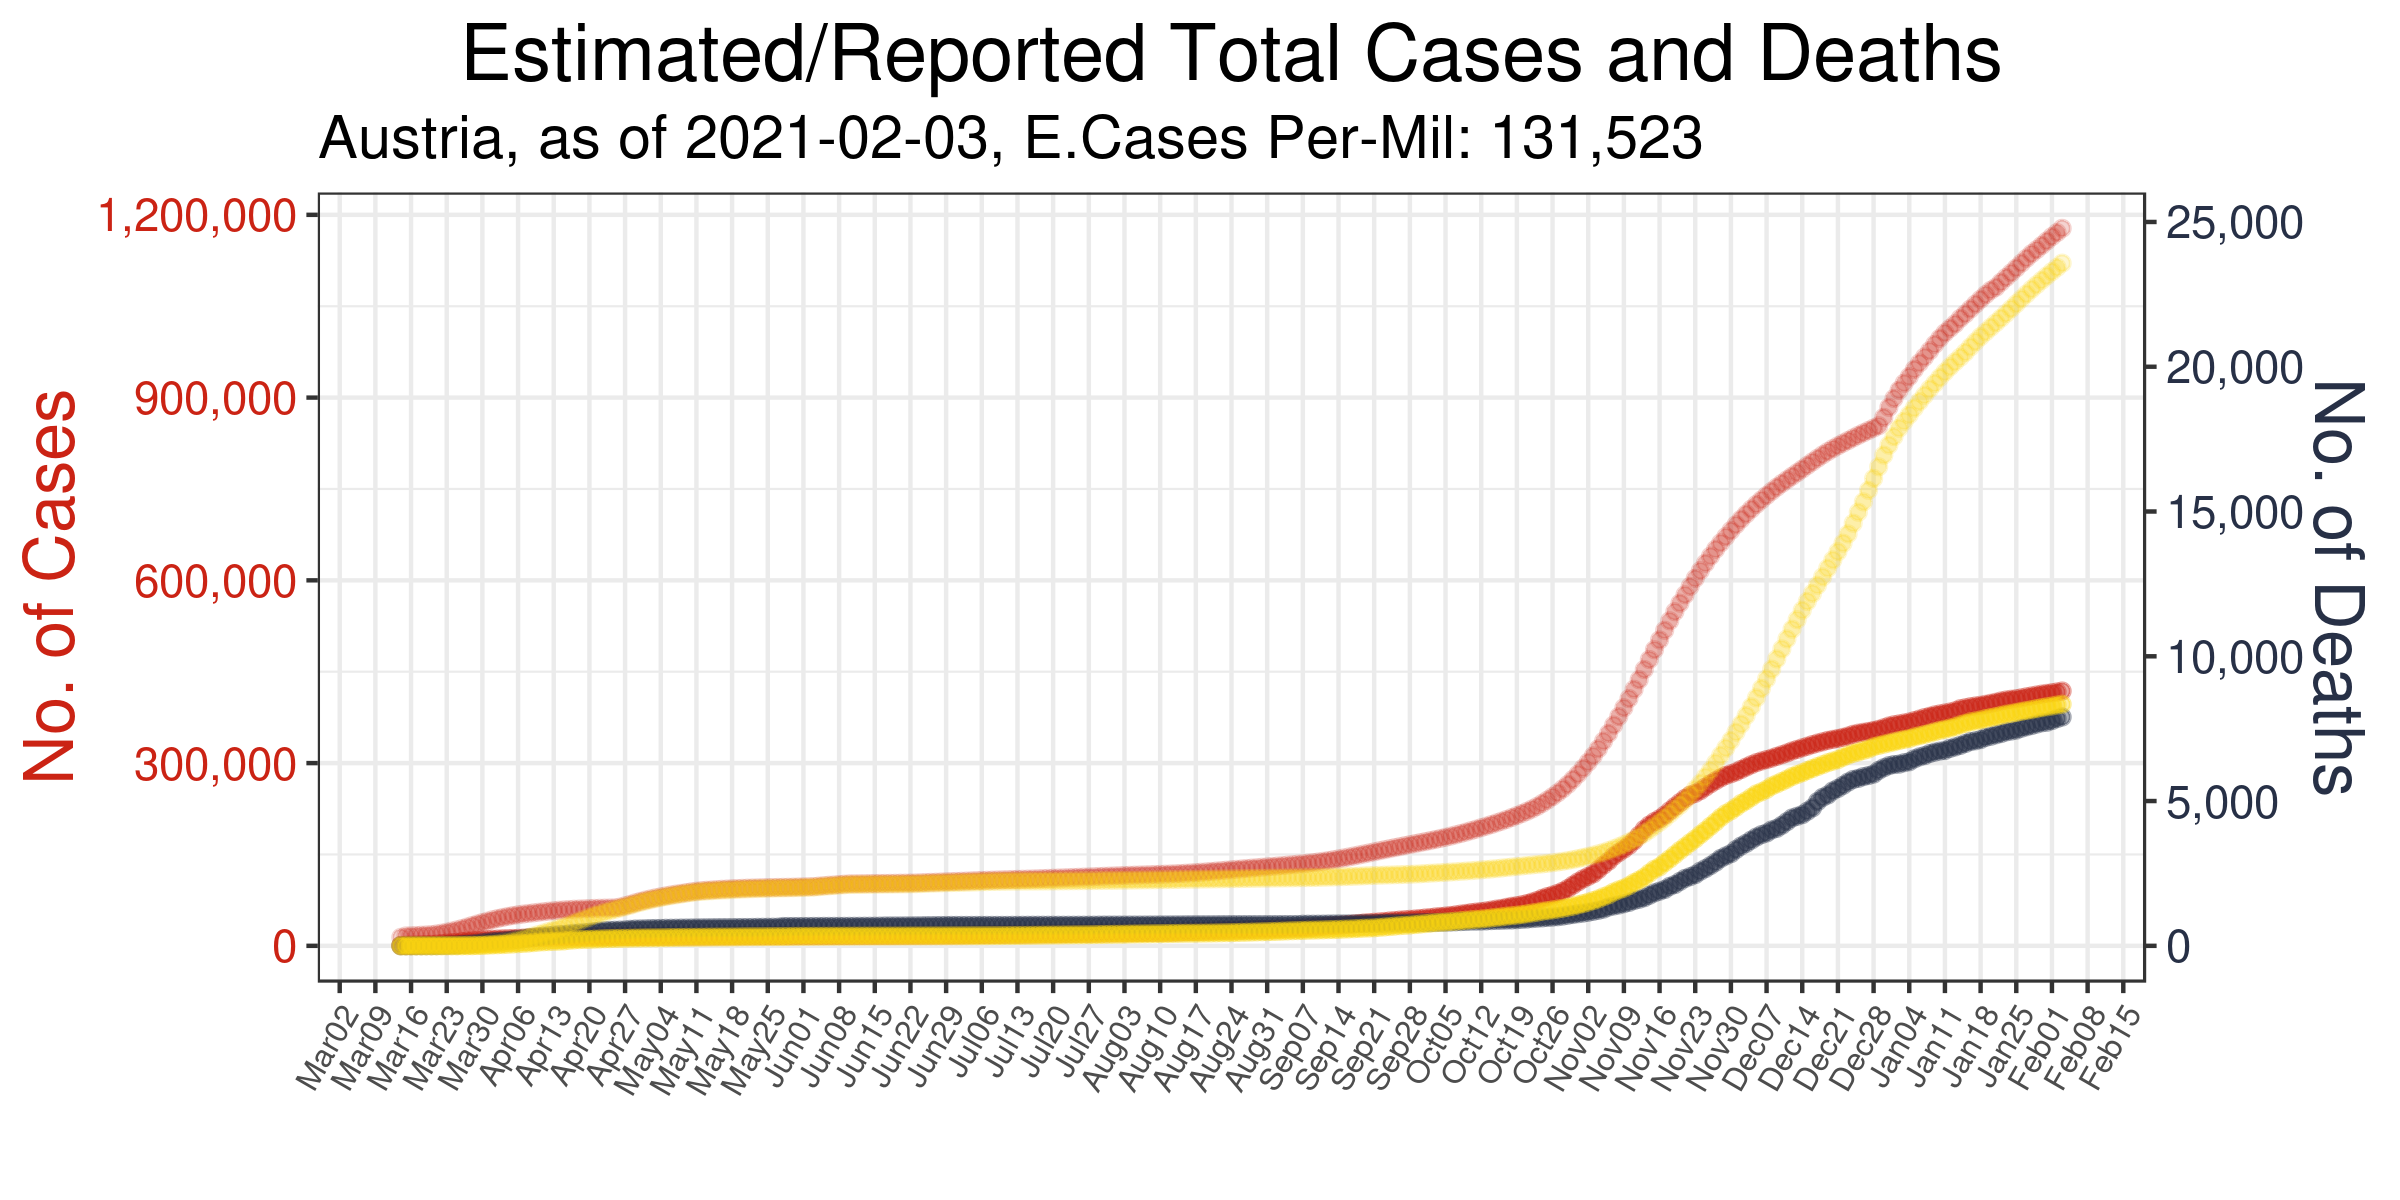 Estimated/Reported Total Cases and Deaths
Austria, as of 2021-02-03, E.Cases Per-Mil: 131,523
No. of Cases
1,200,000
900,000
600,000
300,000
0
25,000
20,000
15,000
10,000
5,000
0
No. of Deaths
Mar02
Mar09
Mar16
Mar23
Mar30
Apr06
Apr13
Apr20
Apr27
May04
May11
May18
May25
Jun01
Jun08
Jun15
Jun22
Jun29
Jul06
Jul13
Jul20
Jul27
Aug03
Aug10
Aug17
Aug24
Aug31
Sep07
Sep14
Sep21
Sep28
Oct05
Oct12
Oct19
Oct26
Nov02
Nov09
Nov16
Nov23
Nov30
Dec07
Dec14
Dec21
Dec28
Jan04
Jan11
Jan18
Jan25
Feb01
Feb08
Feb15